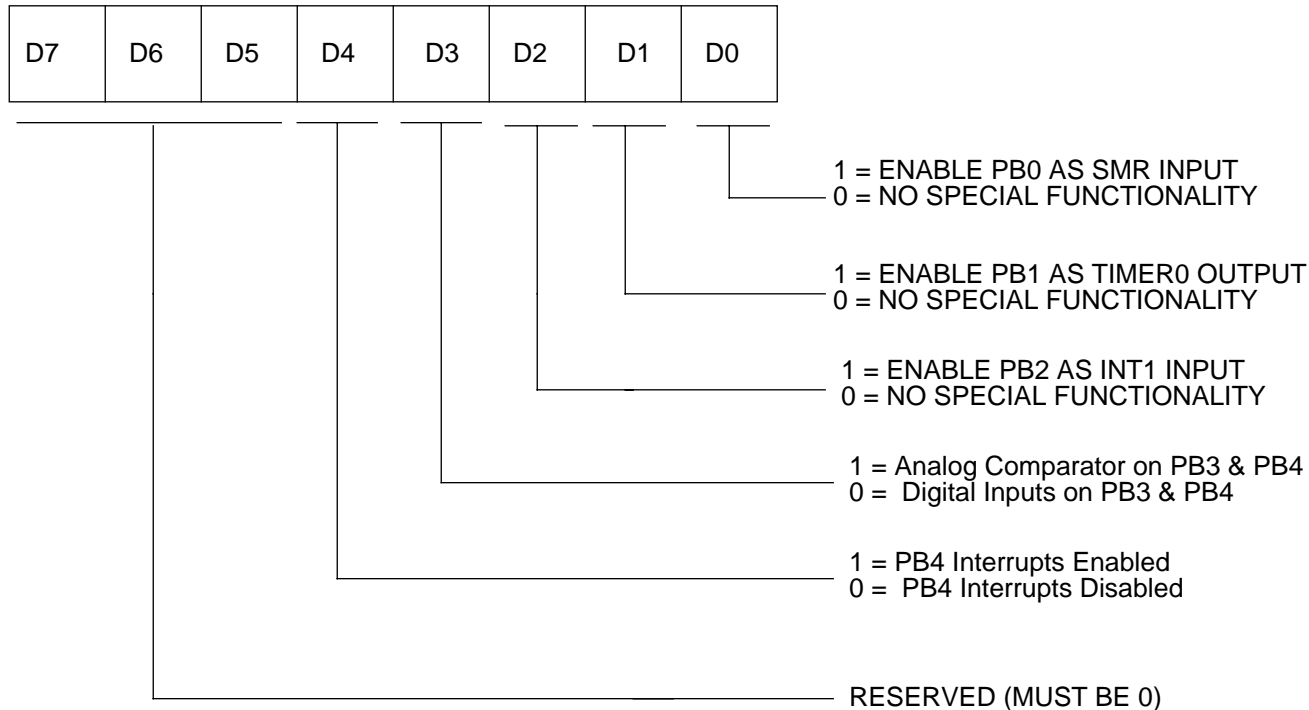 D7 D6 D5 D4 D3 D2 D1 D0
1 = ENABLE PB0 AS SMR INPUT
0 = NO SPECIAL FUNCTIONALITY
1 = ENABLE PB1 AS TIMER0 OUTPUT
0 = NO SPECIAL FUNCTIONALITY
1 = ENABLE PB2 AS INT1 INPUT
0 = NO SPECIAL FUNCTIONALITY
1 = Analog Comparator on PB3 & PB4
0 = Digital Inputs on PB3 & PB4
1 = PB4 Interrupts Enabled
0 = PB4 Interrupts Disabled
RESERVED (MUST BE 0)